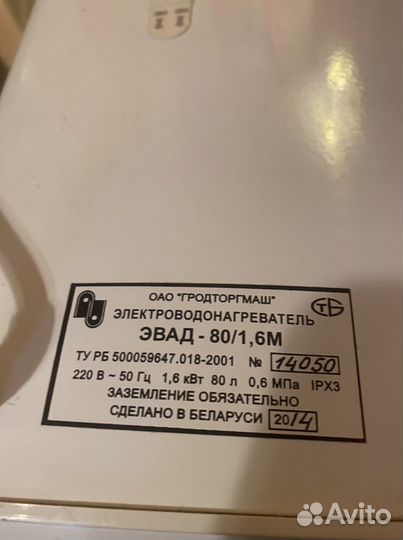 ОАО "ГРОДТОРГМАШ"
ЭЛЕКТРОВОДОНАГРЕВАТЕЛЬ
ЭВАД - 80/1,6М
ТУ РБ 500059647.018-2001 № 14050
220 В ~ 50 Гц 1,6 кВт 80 л 0,6 МПа IPX3
ЗАЗЕМЛЕНИЕ ОБЯЗАТЕЛЬНО
СДЕЛАНО В БЕЛАРУСИ 2014
СТБ
Avito